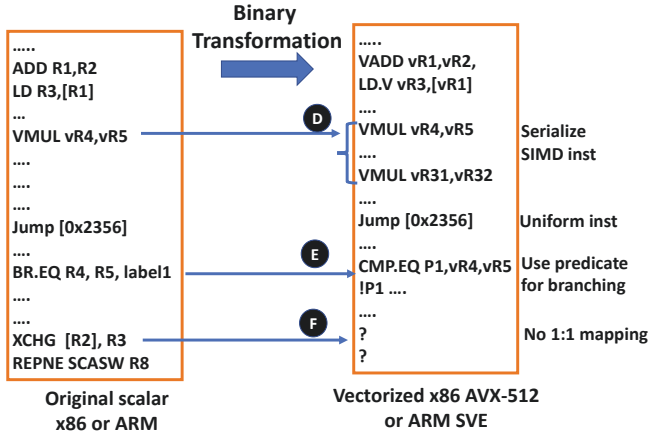 Binary
Transformation
.....
ADD R1,R2
LD R3,[R1]
...
VMUL vR4,vR5
....
....
....
Jump [0x2356]
....
BR.EQ R4, R5, label1
....
....
XCHG [R2], R3
REPNE SCASW R8
Original scalar
x86 or ARM
D
E
F
.....
VADD vR1,vR2,
LD.V vR3,[vR1]
....
VMUL vR4,vR5
....
VMUL vR31,vR32
....
Jump [0x2356]
....
CMP.EQ P1,vR4,vR5
!P1 ....
....
?
?
Vectorized x86 AVX-512
or ARM SVE
Serialize
SIMD inst
Uniform inst
Use predicate
for branching
No 1:1 mapping